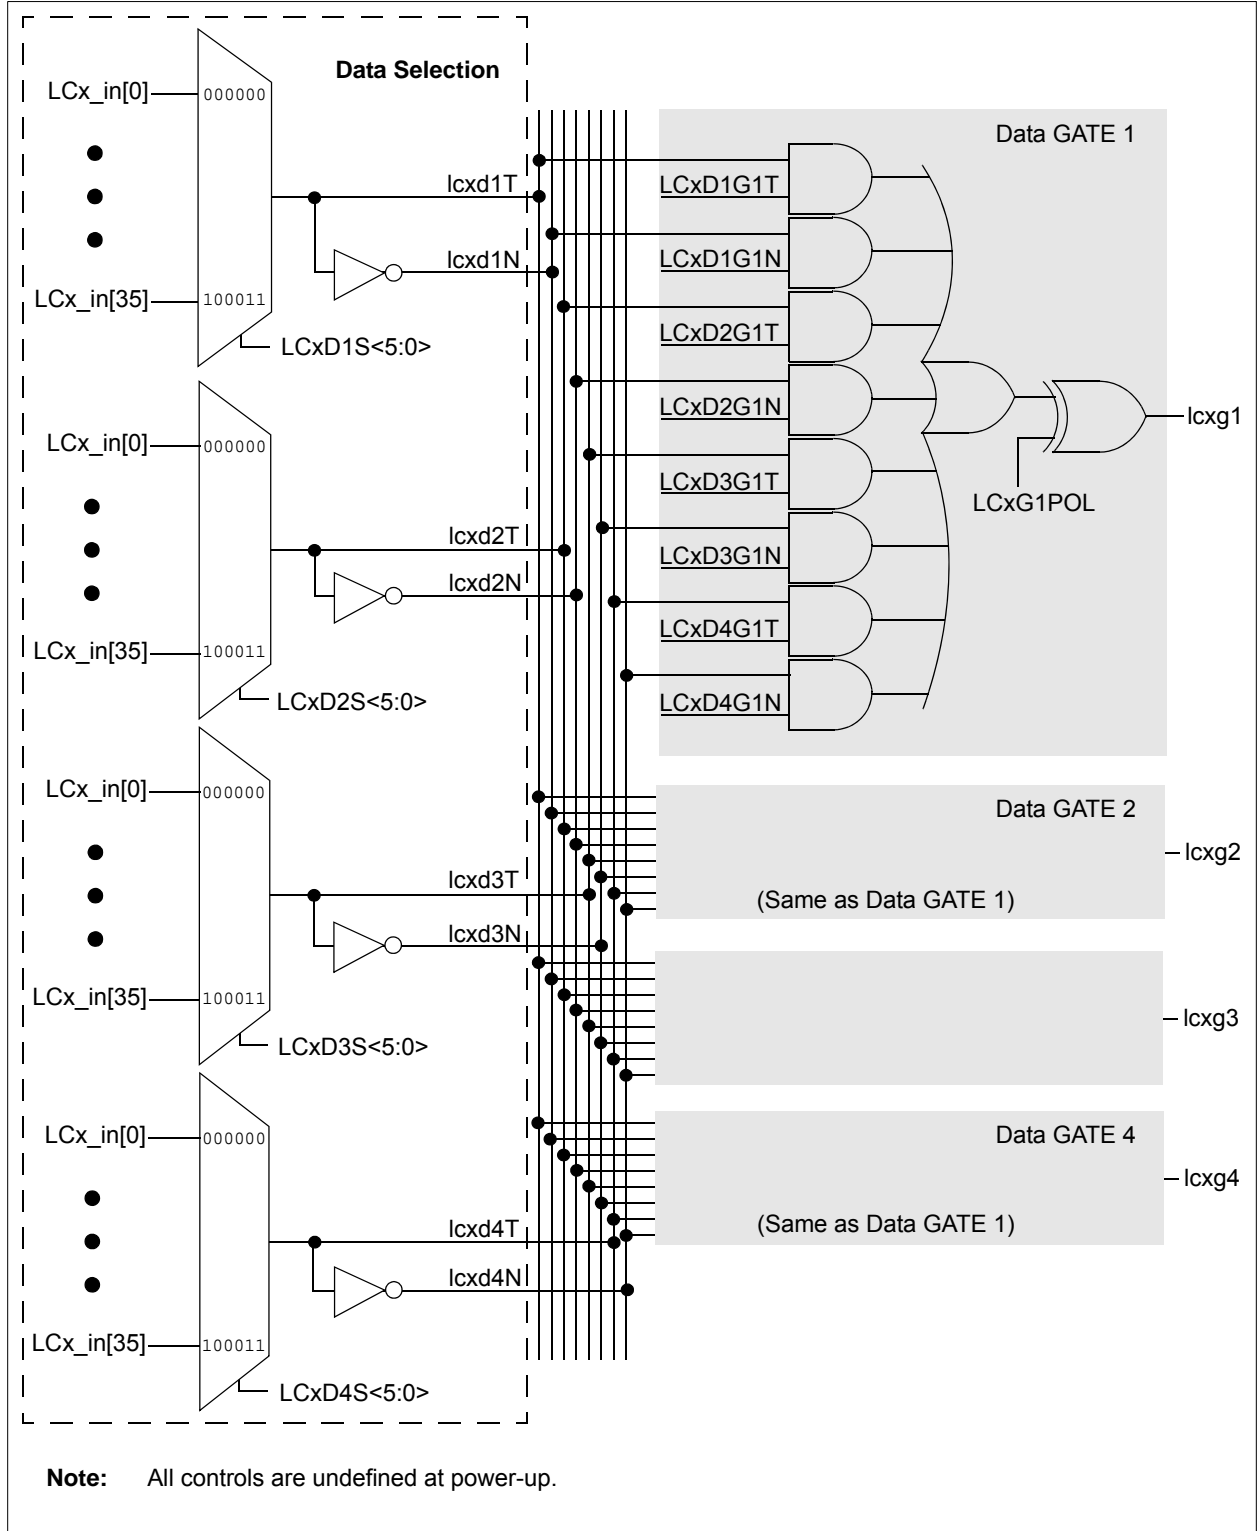 Data Selection
LCx_in[0]
000000
LCx_in[35]
100011
LCxD1S<5:0>
lcxd1T
lcxd1N
LCx_in[0]
000000
LCx_in[35]
100011
LCxD2S<5:0>
lcxd2T
lcxd2N
LCx_in[0]
000000
LCx_in[35]
100011
LCxD3S<5:0>
lcxd3T
lcxd3N
LCx_in[0]
000000
LCx_in[35]
100011
LCxD4S<5:0>
lcxd4T
lcxd4N
Data GATE 1
LCxD1G1T
LCxD1G1N
LCxD2G1T
LCxD2G1N
LCxD3G1T
LCxD3G1N
LCxD4G1T
LCxD4G1N
LCxG1POL
lcxg1
Data GATE 2
(Same as Data GATE 1)
lcxg2
lcxg3
Data GATE 4
(Same as Data GATE 1)
lcxg4
Note: All controls are undefined at power-up.